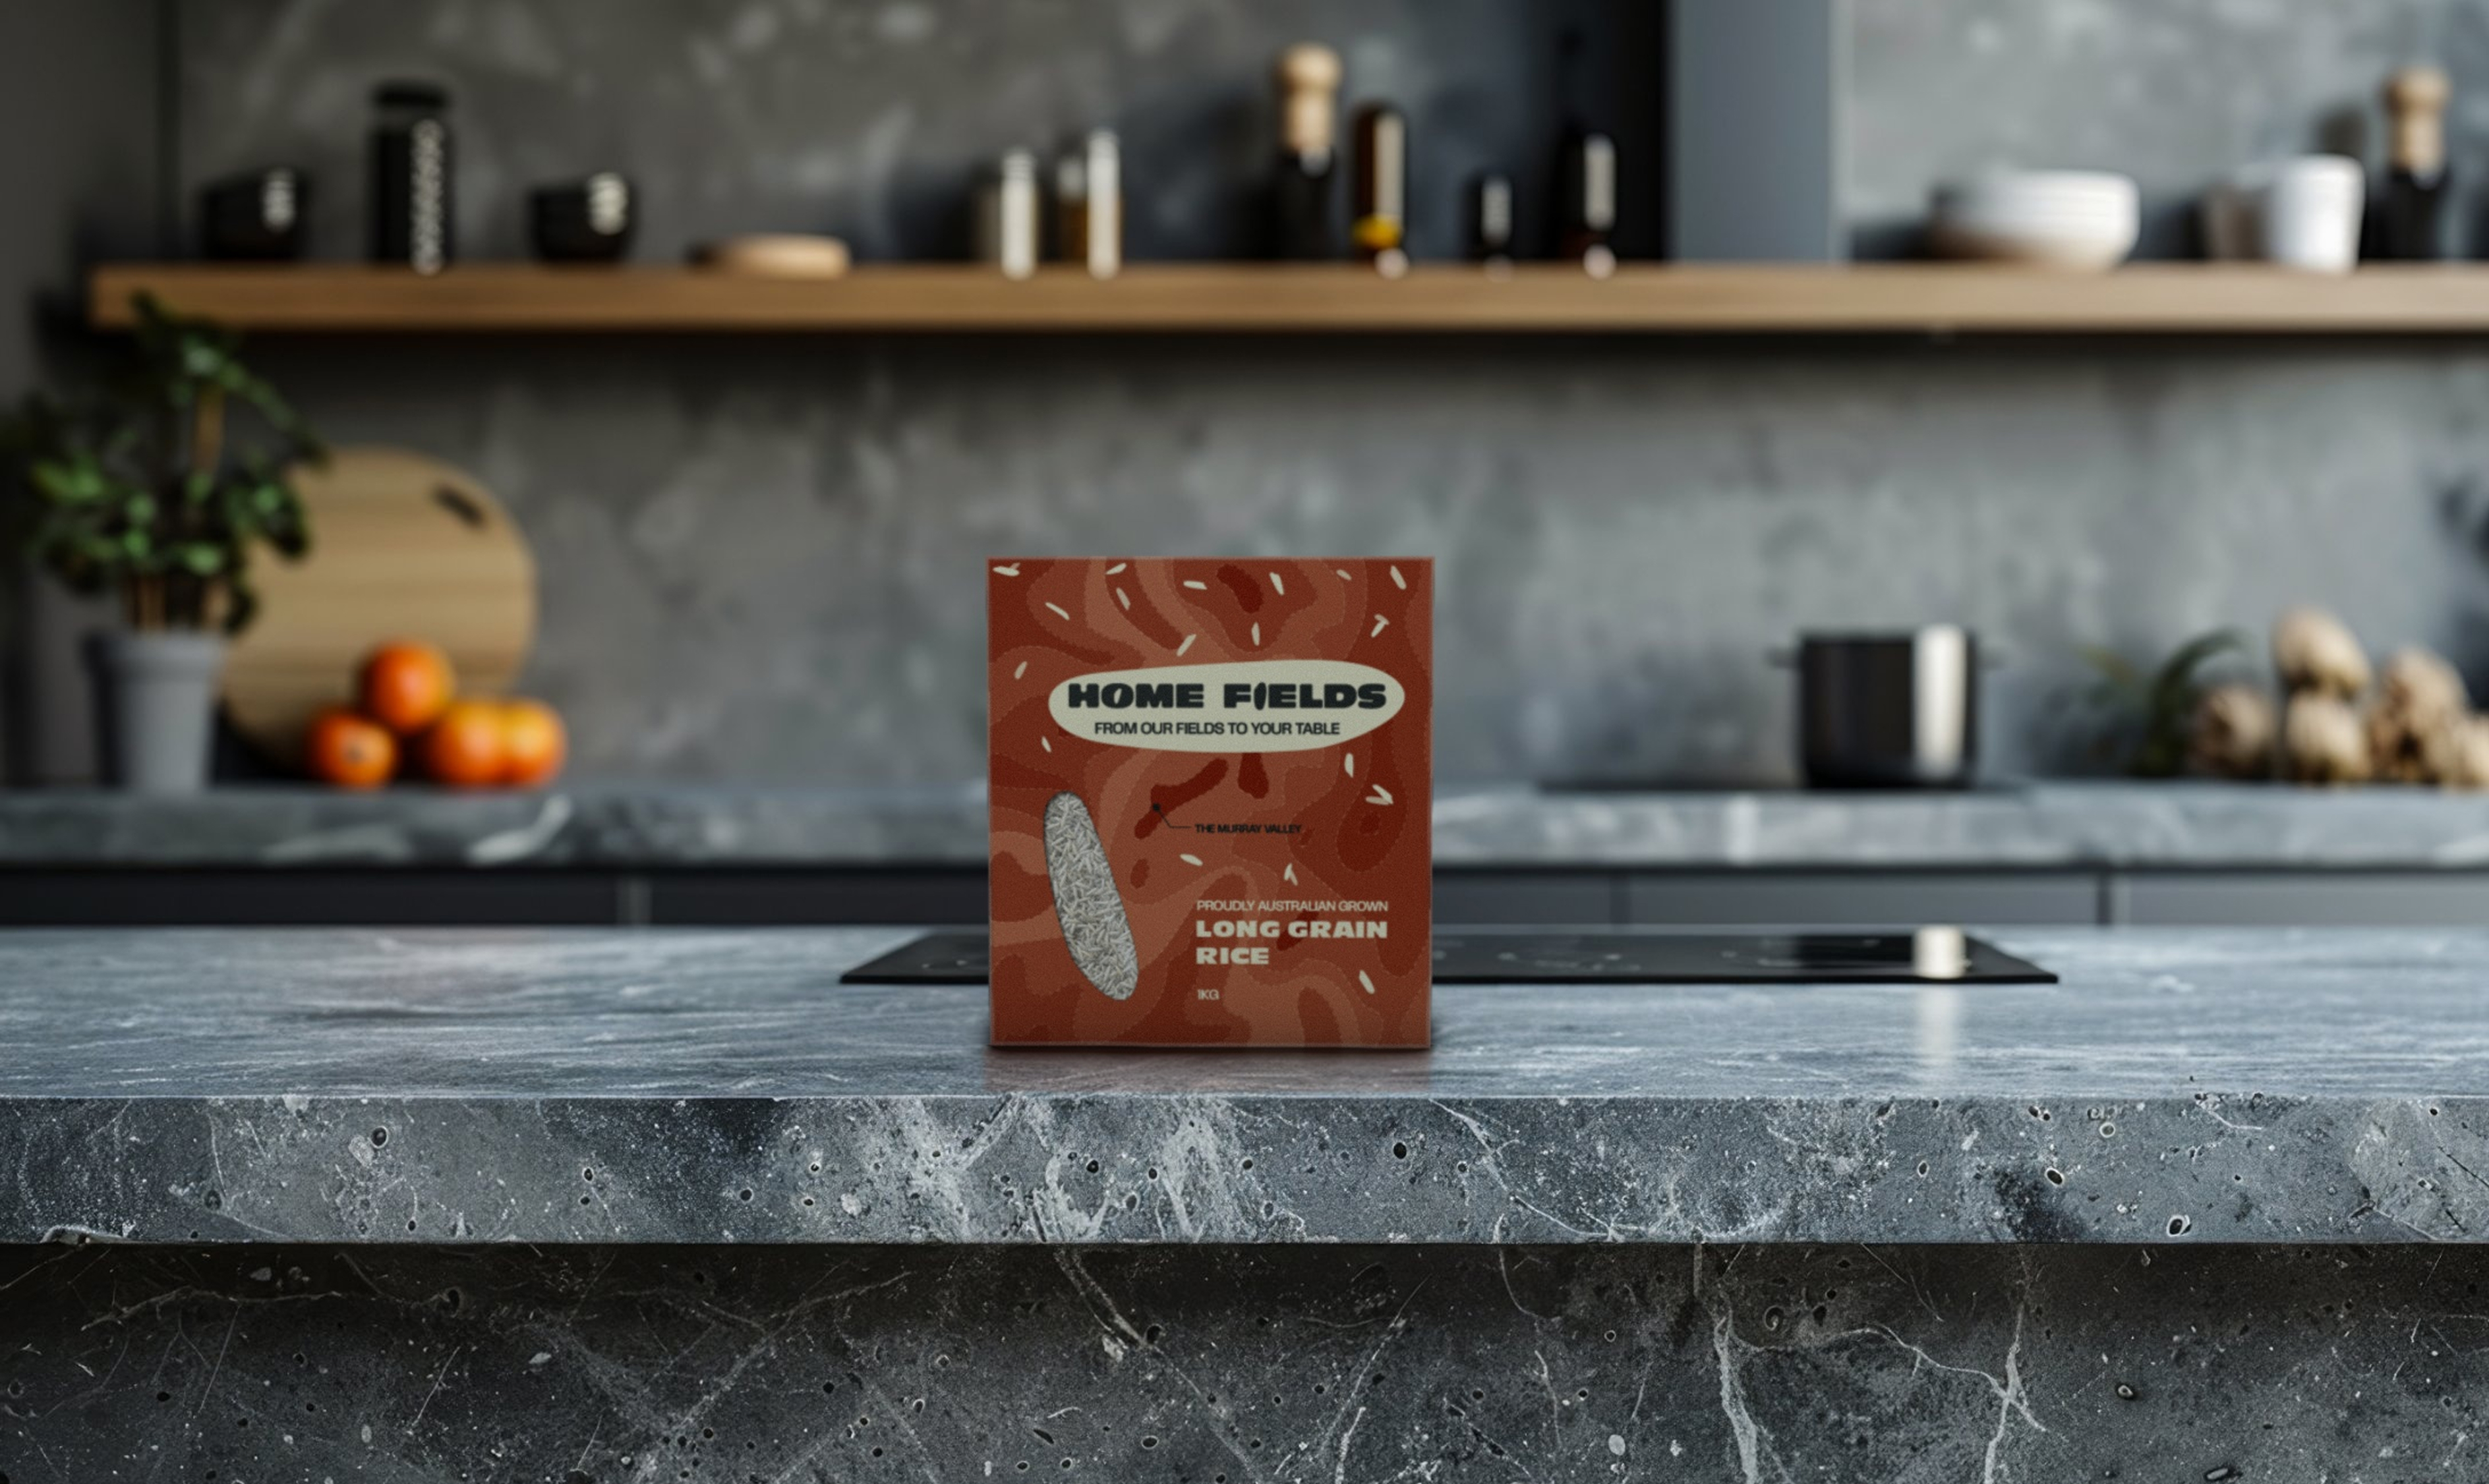 HOME FIELDS
FROM OUR FIELDS TO YOUR TABLE
THE MURRAY VALLEY
PROUDLY AUSTRALIAN GROWN
LONG GRAIN
RICE
1KG